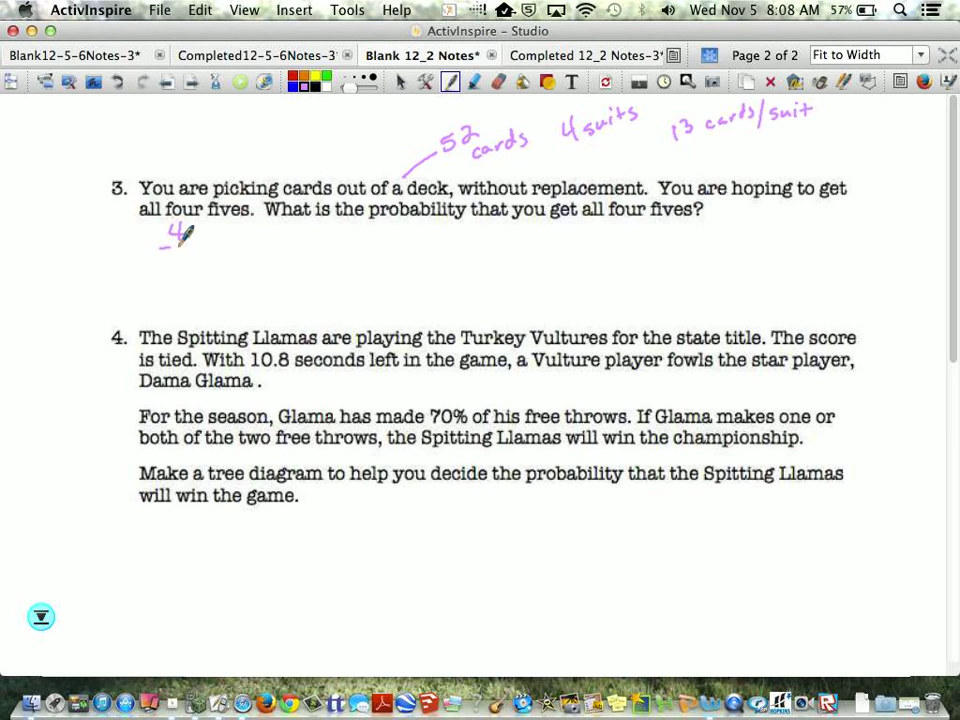 ActivInspire File Edit View Insert Tools Help Wed Nov 5 8:08 AM 57%
ActivInspire - Studio
Blank12-5-6Notes-3* Completed12-5-6Notes-3* Blank 12_2 Notes* Completed 12_2 Notes-3* Page 2 of 2 Fit to Width
52 cards 4 suits 13 cards/suit
3. You are picking cards out of a deck, without replacement. You are hoping to get
all four fives. What is the probability that you get all four fives?
4
4. The Spitting Llamas are playing the Turkey Vultures for the state title. The score
is tied. With 10.8 seconds left in the game, a Vulture player fowls the star player,
Dama Glama .
For the season, Glama has made 70% of his free throws. If Glama makes one or
both of the two free throws, the Spitting Llamas will win the championship.
Make a tree diagram to help you decide the probability that the Spitting Llamas
will win the game.